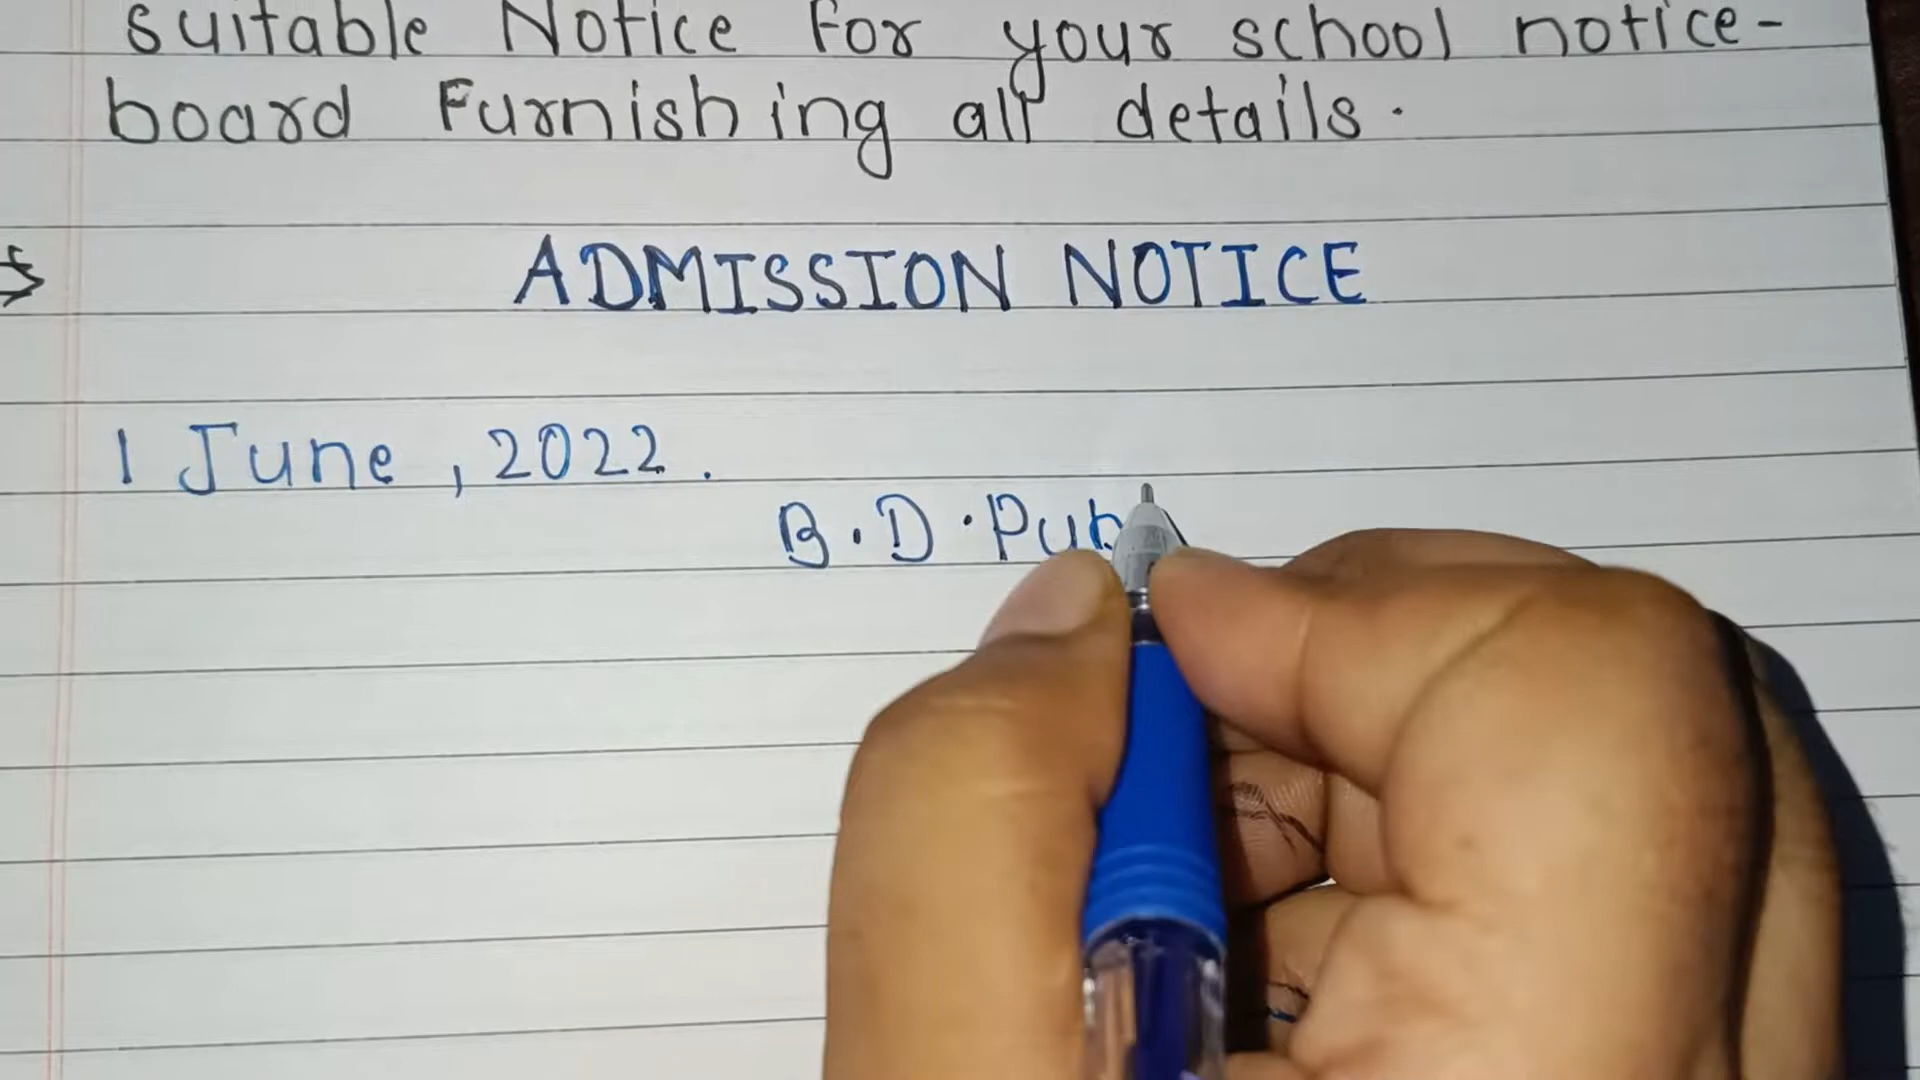 suitable Notice For your school notice-
board Furnishing all details.
ADMISSION NOTICE
1 June, 2022.
B.D.Pub